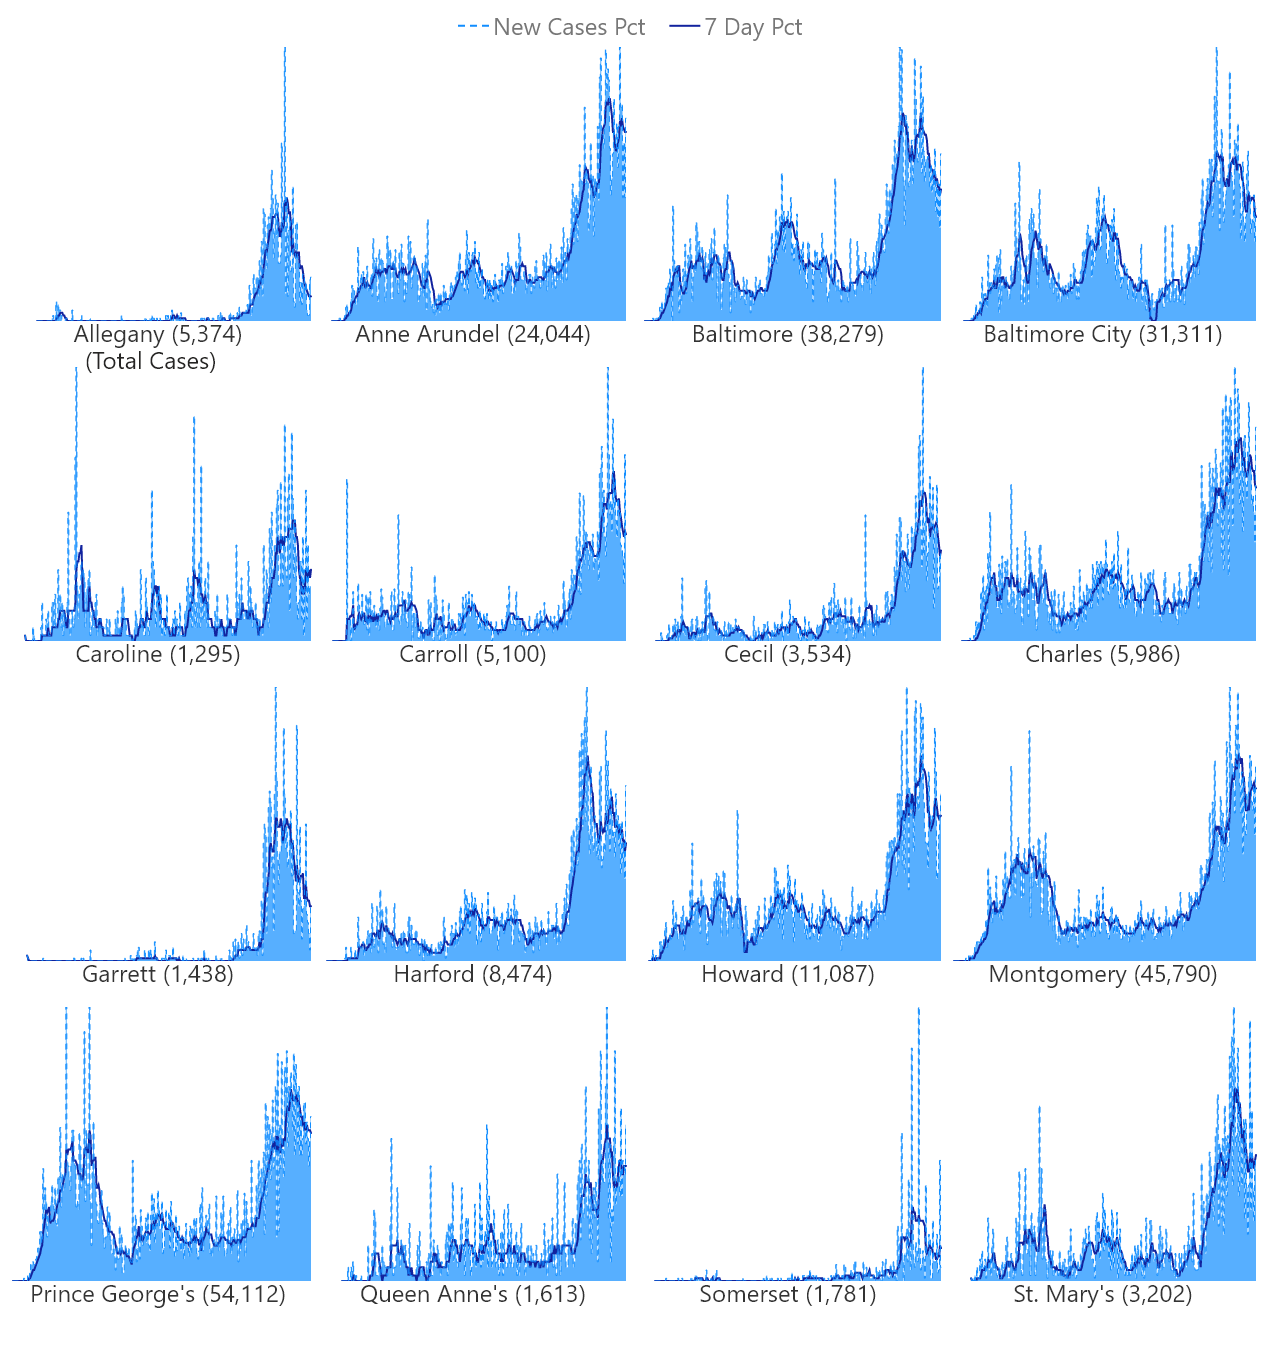 New Cases Pct 7 Day Pct
Allegany (5,374)
(Total Cases)
Anne Arundel (24,044)
Baltimore (38,279)
Baltimore City (31,311)
Caroline (1,295)
Carroll (5,100)
Cecil (3,534)
Charles (5,986)
Garrett (1,438)
Harford (8,474)
Howard (11,087)
Montgomery (45,790)
Prince George's (54,112)
Queen Anne's (1,613)
Somerset (1,781)
St. Mary's (3,202)